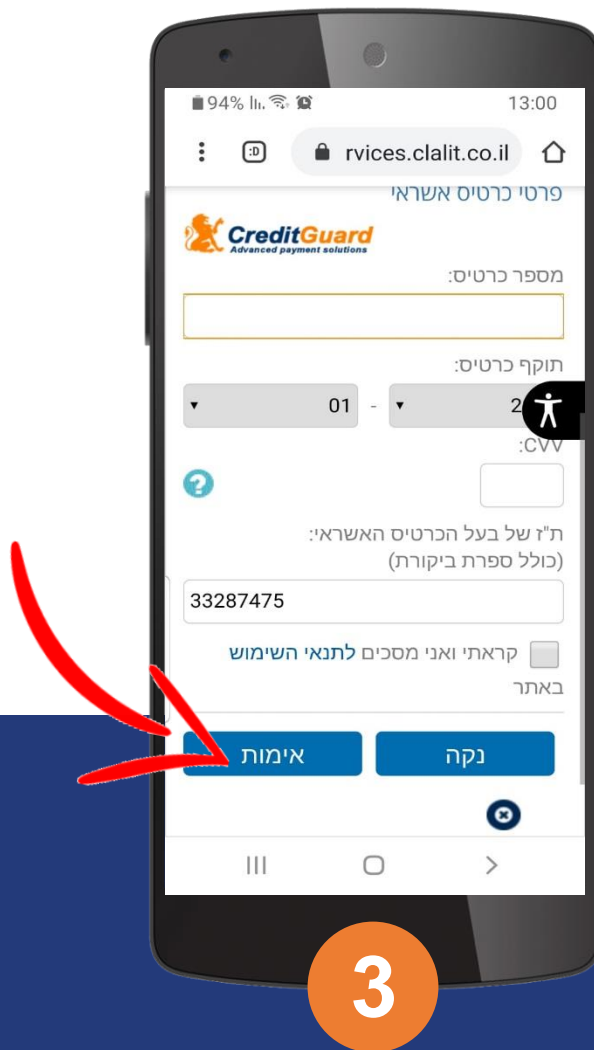 94%
13:00
rvices.clalit.co.il
:D
פרטי כרטיס אשראי
CreditGuard
Advanced payment solutions
מספר כרטיס:
תוקף כרטיס:
01 -
CVV:
?
ת"ז של בעל הכרטיס האשראי:
(כולל ספרת ביקורת)
33287475
קראתי ואני מסכים לתנאי השימוש
באתר
נקה
אימות
3